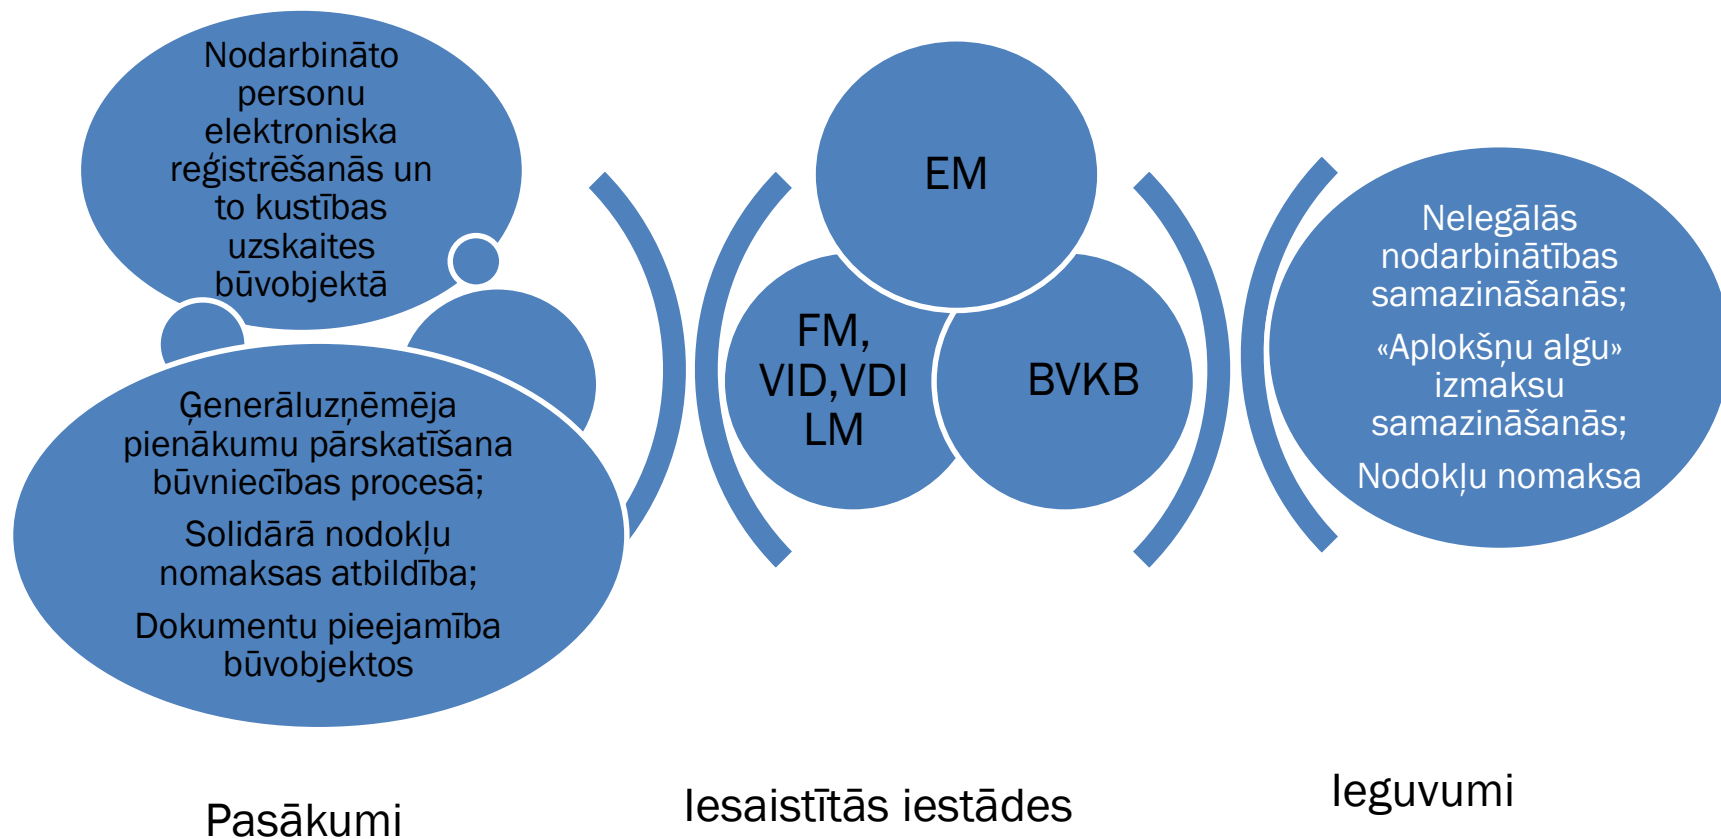 Nodarbināto
personu
elektroniska
reģistrēšanās un
to kustības
uzskaites
būvobjektā
Ģenerāluzņēmēja
pienākumu pārskatīšana
būvniecības procesā;
Solidārā nodokļu
nomaksas atbildība;
Dokumentu pieejamība
būvobjektos
Pasākumi
EM
FM,
VID,VDI
LM
BVKB
Iesaistītās iestādes
Nelegālās
nodarbinātības
samazināšanās;
«Aplokšņu algu»
izmaksu
samazināšanās;
Nodokļu nomaksa
Ieguvumi